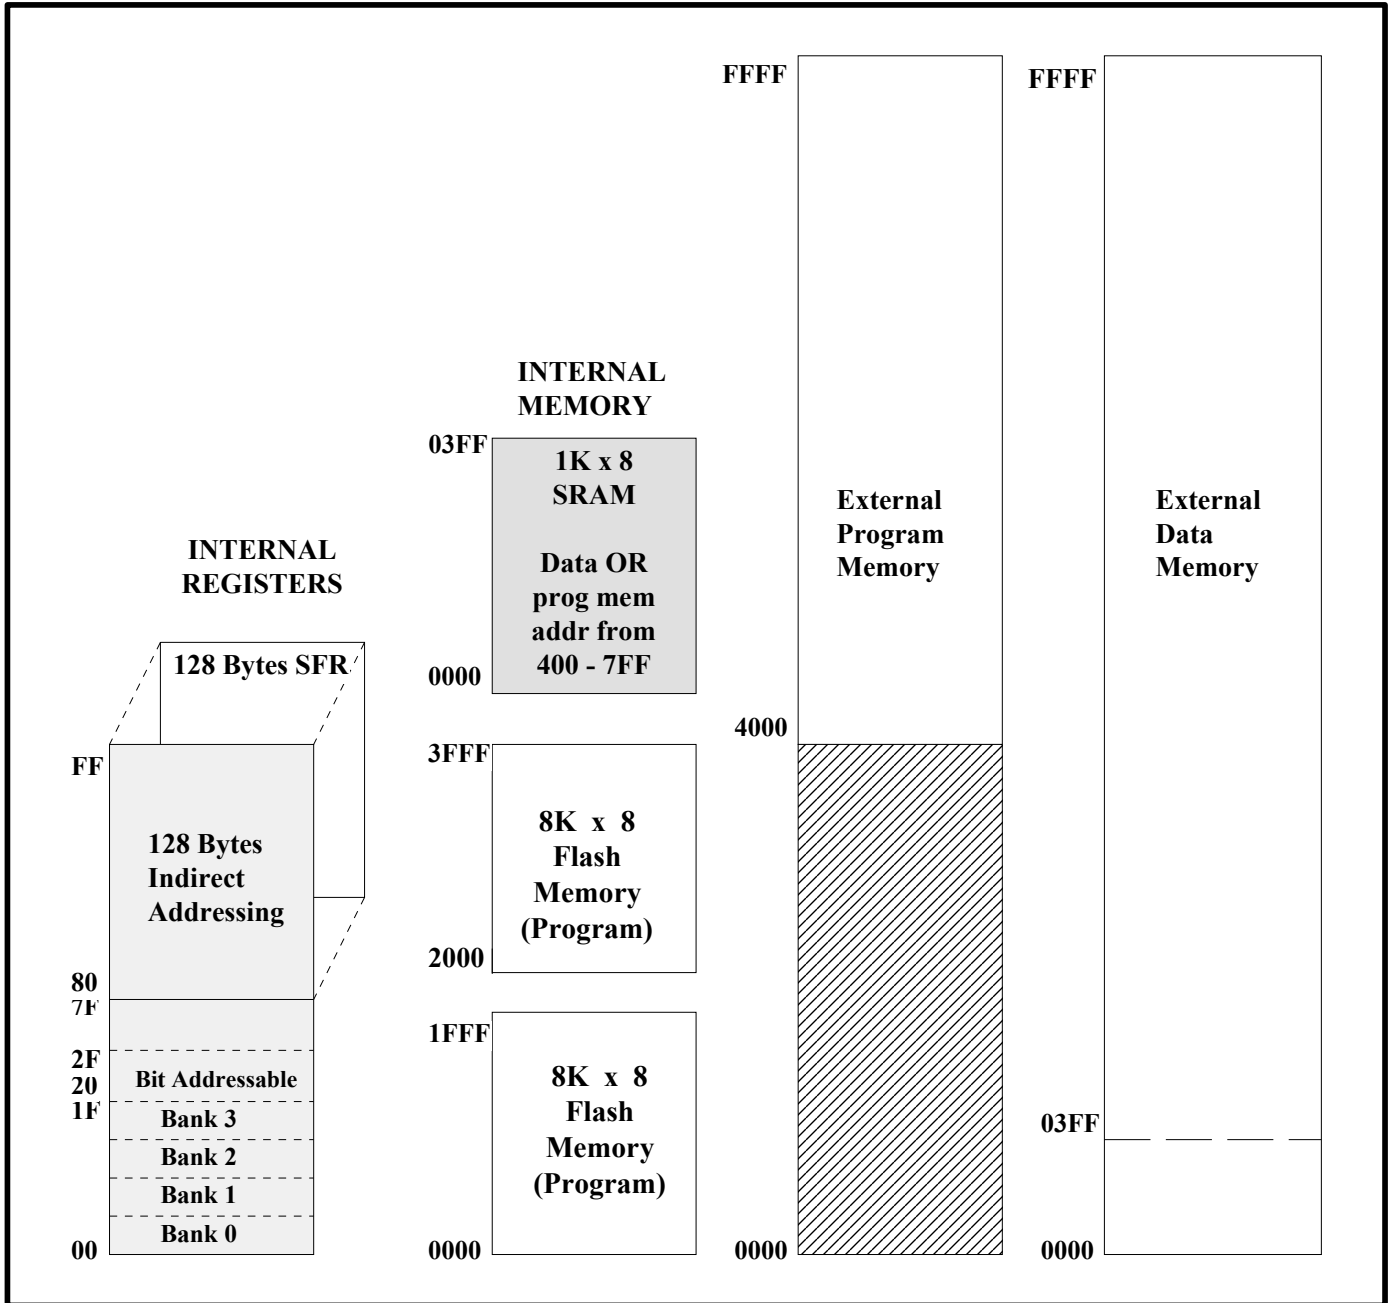 INTERNAL
REGISTERS
128 Bytes SFR
FF
128 Bytes
Indirect
Addressing
80
7F
2F
20
Bit Addressable
1F
Bank 3
Bank 2
Bank 1
Bank 0
00
INTERNAL
MEMORY
03FF
1K x 8
SRAM
Data OR
prog mem
addr from
400 - 7FF
0000
3FFF
8K x 8
Flash
Memory
(Program)
2000
1FFF
8K x 8
Flash
Memory
(Program)
0000
FFFF
External
Program
Memory
4000
0000
FFFF
External
Data
Memory
03FF
0000